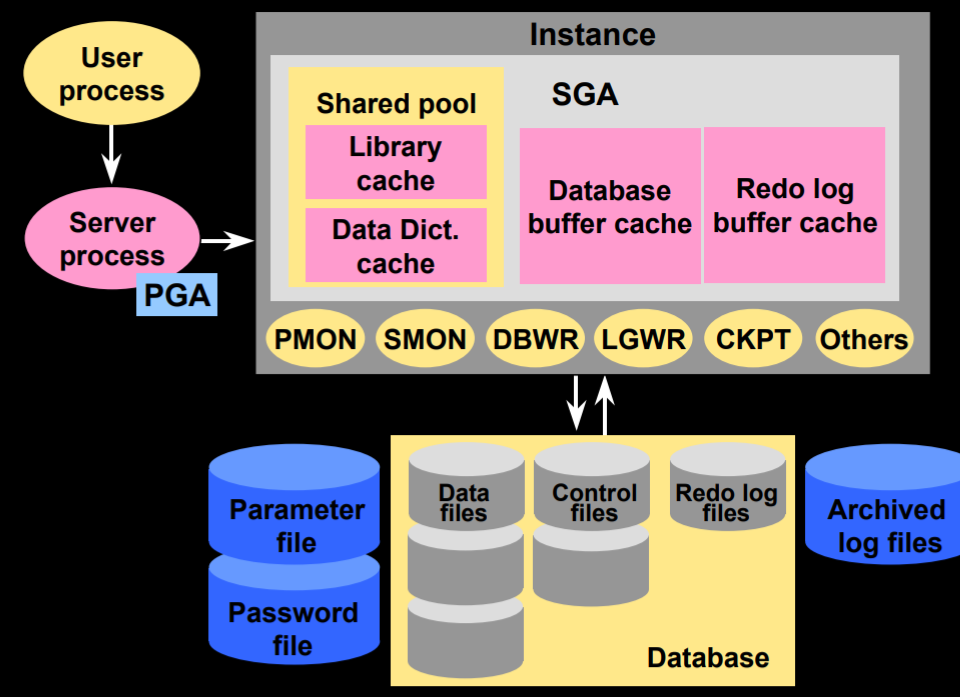 Instance
User
process
SGA
Shared pool
Library
cache
Data Dict.
cache
Database
buffer cache
Redo log
buffer cache
Server
process
PGA
PMON
SMON
DBWR
LGWR
CKPT
Others
Parameter
file
Password
file
Data
files
Control
files
Redo log
files
Database
Archived
log files